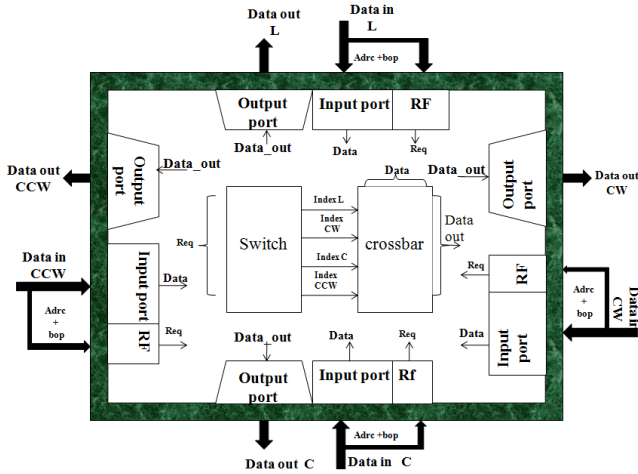 Data out
L
Data in
L
Adrc +bop
Output
port
Input port
RF
Data_out
Data
Req
Data out
CCW
Output
port
Data_out
Data
Data_out
Output
port
Data out
CW
Req
Switch
Index L
Index
CW
Index C
Index
CCW
crossbar
Data
out
Data in
CCW
Adrc
+
bop
Input port
RF
Data
Req
Req
RF
Data
Input
port
Adrc
+
bop
Data in
CW
Data_out
Data
Req
Output
port
Input port
Rf
Adrc+bop
Data out C
Data in C